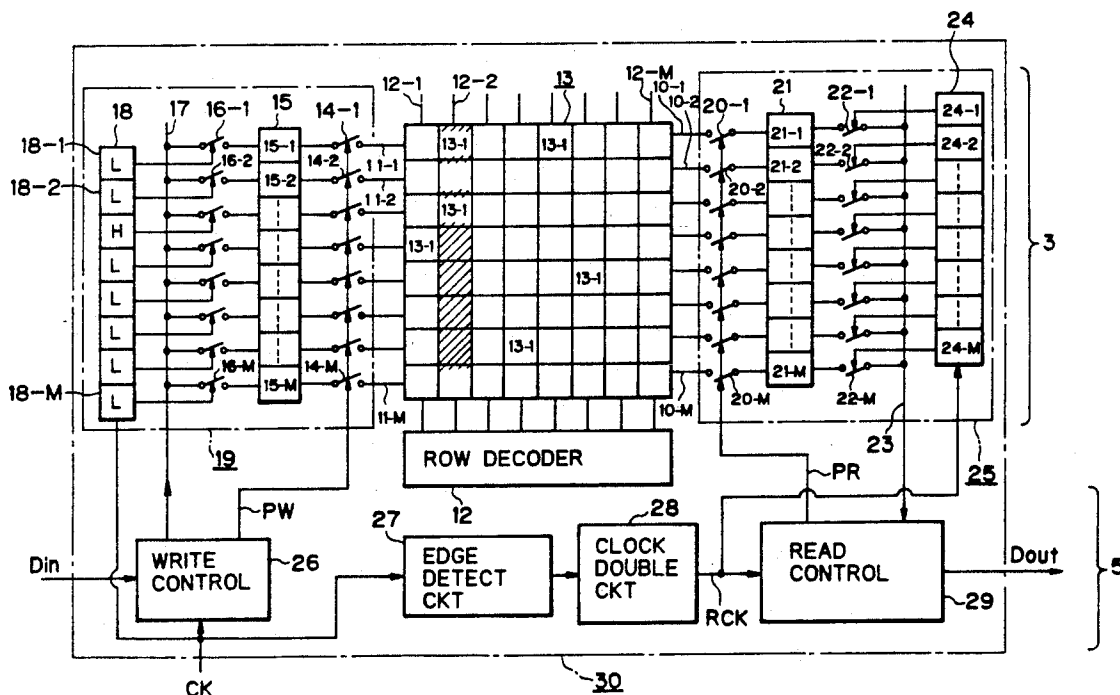 24
18 17 16-1 15 14-1 12-1 12-2 13 12-M 10-1 10-2 20-1 21 22-1
18-1 L 15-1 13-1 13-1 21-1 24-1
18-2 L 16-2 15-2 14-2 11-1 20-2 21-2 22-2 24-2
H 11-2 13-1
L 13-1
L 13-1
L
L 13-1
18-M L 16-M 15-M 14-M 11-M 10-M 20-M 21-M 22-M 24-M
3
19 ROW DECODER 23 25
PW 12 PR
27 28
Din WRITE CONTROL 26 EDGE DETECT CKT CLOCK DOUBLE CKT READ CONTROL Dout
RCK 29
5
CK 30